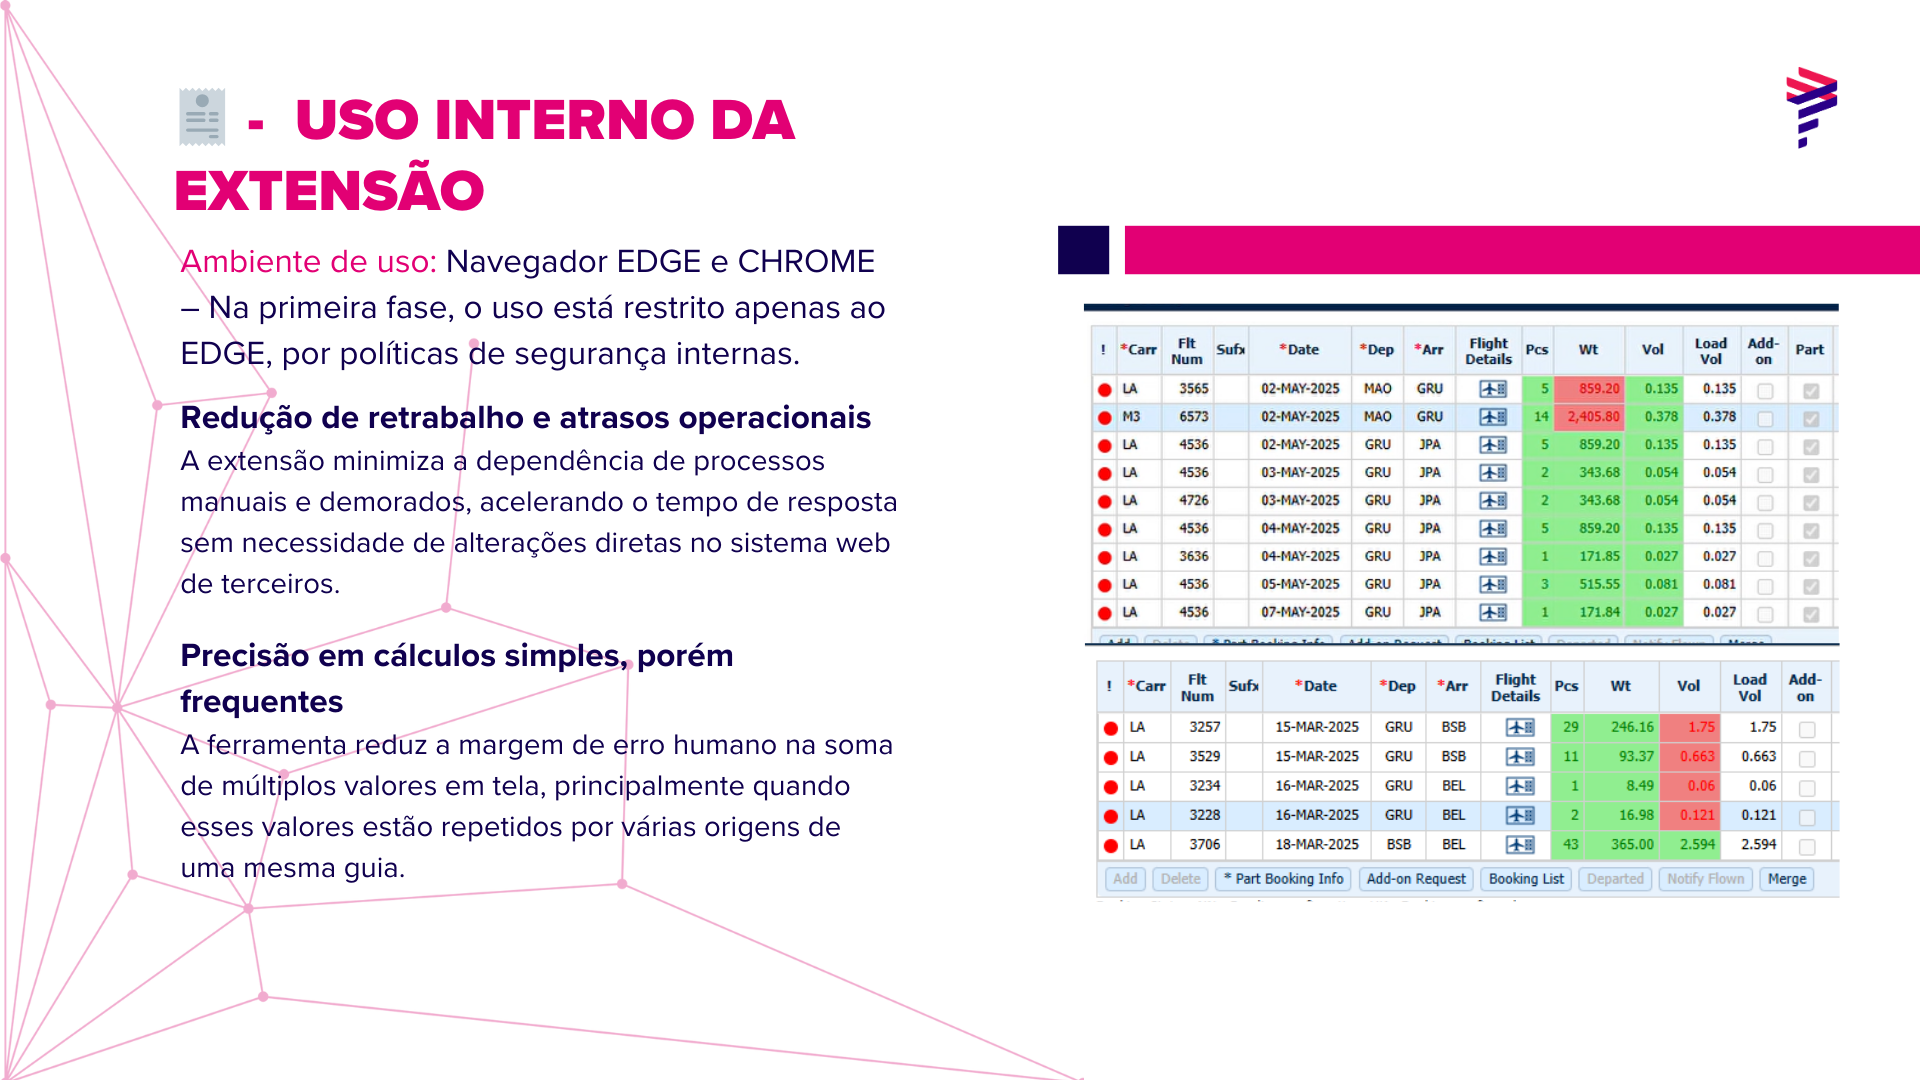 - USO INTERNO DA
EXTENSÃO
Ambiente de uso: Navegador EDGE e CHROME
– Na primeira fase, o uso está restrito apenas ao
EDGE, por políticas de segurança internas.
Redução de retrabalho e atrasos operacionais
A extensão minimiza a dependência de processos
manuais e demorados, acelerando o tempo de resposta
sem necessidade de alterações diretas no sistema web
de terceiros.
Precisão em cálculos simples, porém
frequentes
A ferramenta reduz a margem de erro humano na soma
de múltiplos valores em tela, principalmente quando
esses valores estão repetidos por várias origens de
uma mesma guia.
! *Carr Flt Num Sufx *Date *Dep *Arr Flight Details Pcs Wt Vol Load Vol Add-on Part
LA 3565 02-MAY-2025 MAO GRU 5 859.20 0.135 0.135
M3 6573 02-MAY-2025 MAO GRU 14 2,405.80 0.378 0.378
LA 4536 02-MAY-2025 GRU JPA 5 859.20 0.135 0.135
LA 4536 03-MAY-2025 GRU JPA 2 343.68 0.054 0.054
LA 4726 03-MAY-2025 GRU JPA 2 343.68 0.054 0.054
LA 4536 04-MAY-2025 GRU JPA 5 859.20 0.135 0.135
LA 3636 04-MAY-2025 GRU JPA 1 171.85 0.027 0.027
LA 4536 05-MAY-2025 GRU JPA 3 515.55 0.081 0.081
LA 4536 07-MAY-2025 GRU JPA 1 171.84 0.027 0.027
Add Delete * Part Booking Info Add-on Request Booking List Departed Notify Flown Merge
! *Carr Flt Num Sufx *Date *Dep *Arr Flight Details Pcs Wt Vol Load Vol Add-on
LA 3257 15-MAR-2025 GRU BSB 29 246.16 1.75 1.75
LA 3529 15-MAR-2025 GRU BSB 11 93.37 0.663 0.663
LA 3234 16-MAR-2025 GRU BEL 1 8.49 0.06 0.06
LA 3228 16-MAR-2025 GRU BEL 2 16.98 0.121 0.121
LA 3706 18-MAR-2025 BSB BEL 43 365.00 2.594 2.594
Add Delete * Part Booking Info Add-on Request Booking List Departed Notify Flown Merge